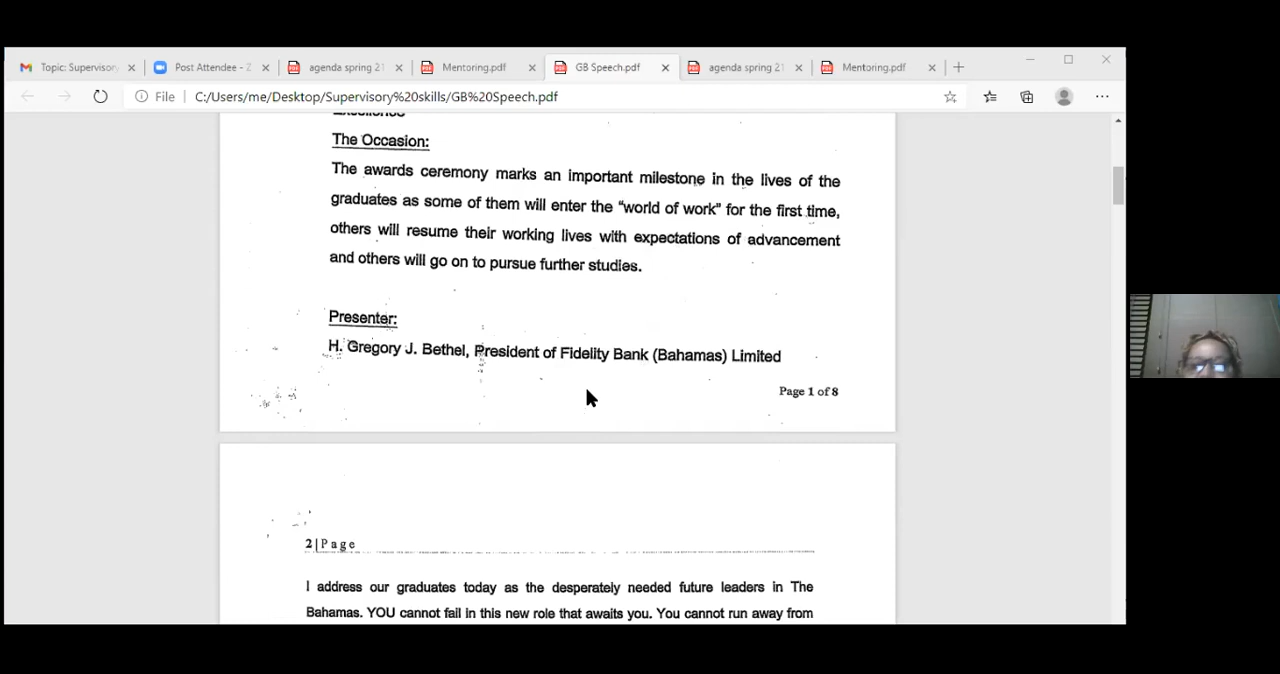 Topic: Supervisory
Post Attendee - Z
agenda spring 21
Mentoring.pdf
GB Speech.pdf
agenda spring 21
Mentoring.pdf
File
C:/Users/me/Desktop/Supervisory%20skills/GB%20Speech.pdf
Excellence
The Occasion:
The awards ceremony marks an important milestone in the lives of the
graduates as some of them will enter the "world of work" for the first time,
others will resume their working lives with expectations of advancement
and others will go on to pursue further studies.
Presenter:
H. Gregory J. Bethel, President of Fidelity Bank (Bahamas) Limited
Page 1 of 8
2|Page
I address our graduates today as the desperately needed future leaders in The
Bahamas. YOU cannot fail in this new role that awaits you. You cannot run away from